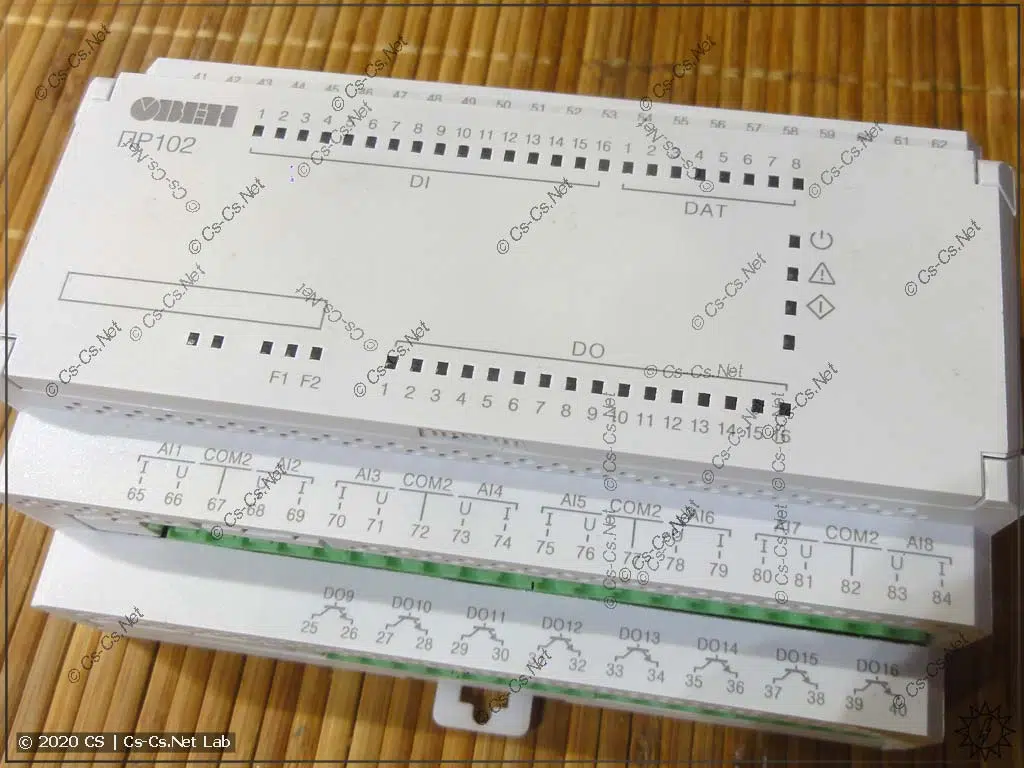 41 42 43 44 45 46 47 48 49 50 51 52 53 54 55 56 57 58 59 61 62
ОВЕН
ПР102
1 2 3 4 6 7 8 9 10 11 12 13 14 15 16 1 2 4 5 6 7 8
DI
DAT
DO
F1 F2
1 2 3 4 5 6 7 8 9 10 11 12 13 14 15 16
AI1 COM2 AI2 AI3 COM2 AI4 AI5 COM2 AI6 AI7 COM2 AI8
I U U I I U U I I U U I I U U I
65 66 67 68 69 70 71 72 73 74 75 76 77 78 79 80 81 82 83 84
DO9 DO10 DO11 DO12 DO13 DO14 DO15 DO16
25 26 27 28 29 30 31 32 33 34 35 36 37 38 39 40
© Cs-Cs.Net
© 2020 CS | Cs-Cs.Net Lab